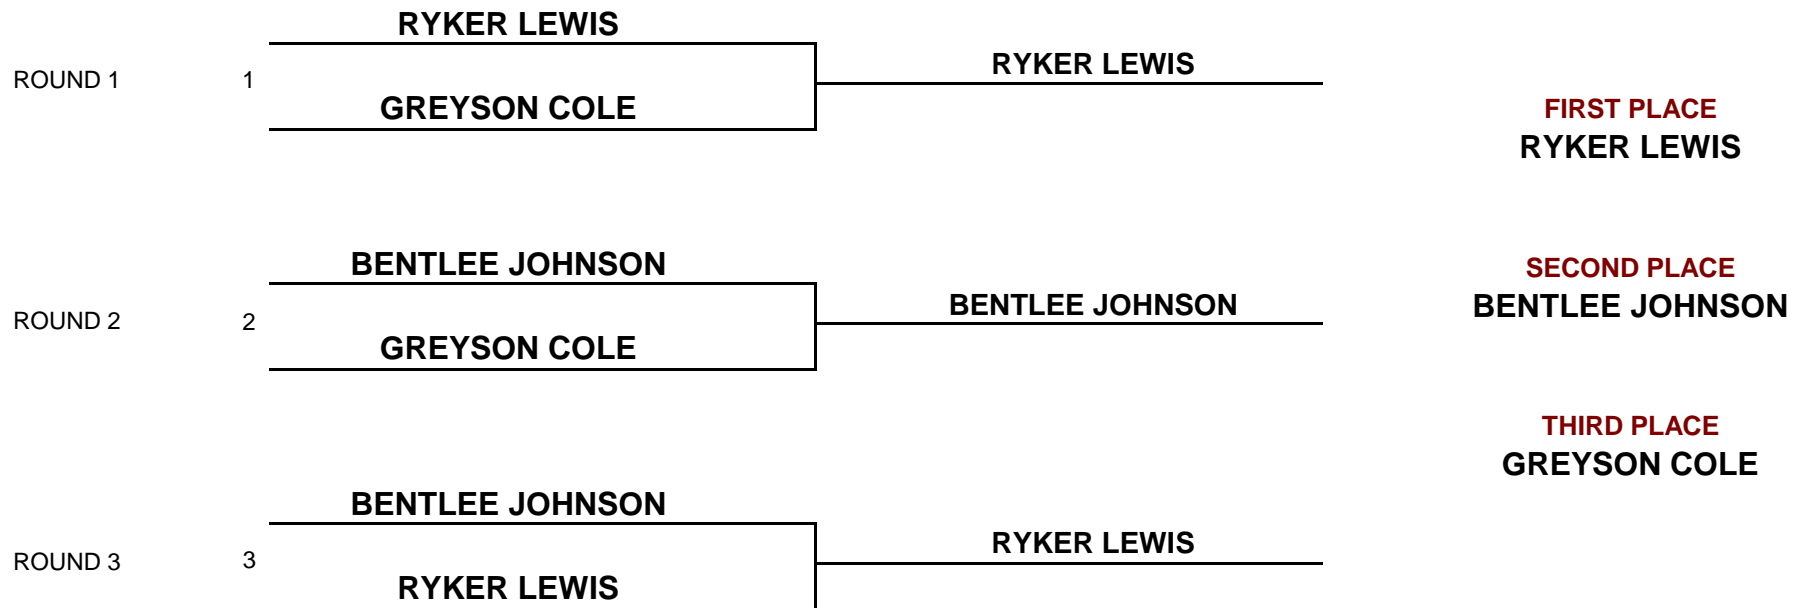 RYKER LEWIS
ROUND 1
1
RYKER LEWIS
GREYSON COLE
FIRST PLACE
RYKER LEWIS
BENTLEE JOHNSON
SECOND PLACE
ROUND 2
2
BENTLEE JOHNSON
BENTLEE JOHNSON
GREYSON COLE
THIRD PLACE
GREYSON COLE
BENTLEE JOHNSON
ROUND 3
3
RYKER LEWIS
RYKER LEWIS